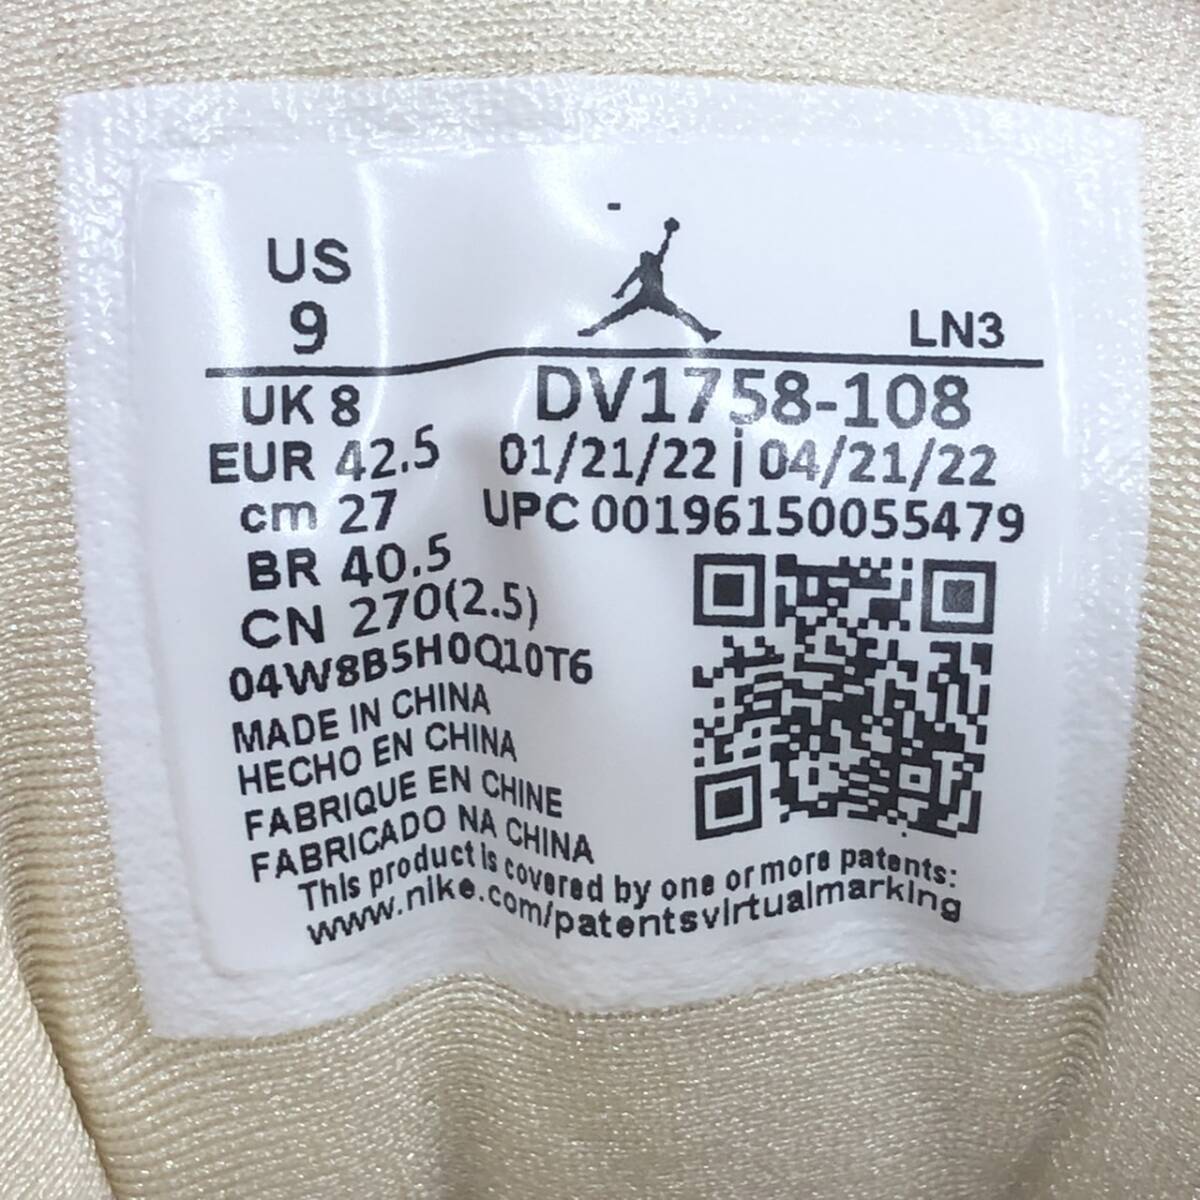 US
9
LN3
UK 8
DV1758-108
EUR 42.5
01/21/22 | 04/21/22
cm 27
UPC 00196150055479
BR 40.5
CN 270(2.5)
04W8B5H0Q10T6
MADE IN CHINA
HECHO EN CHINA
FABRIQUE EN CHINE
FABRICADO NA CHINA
This product is covered by one or more patents:
www.nike.com/patentsvirtualmarking